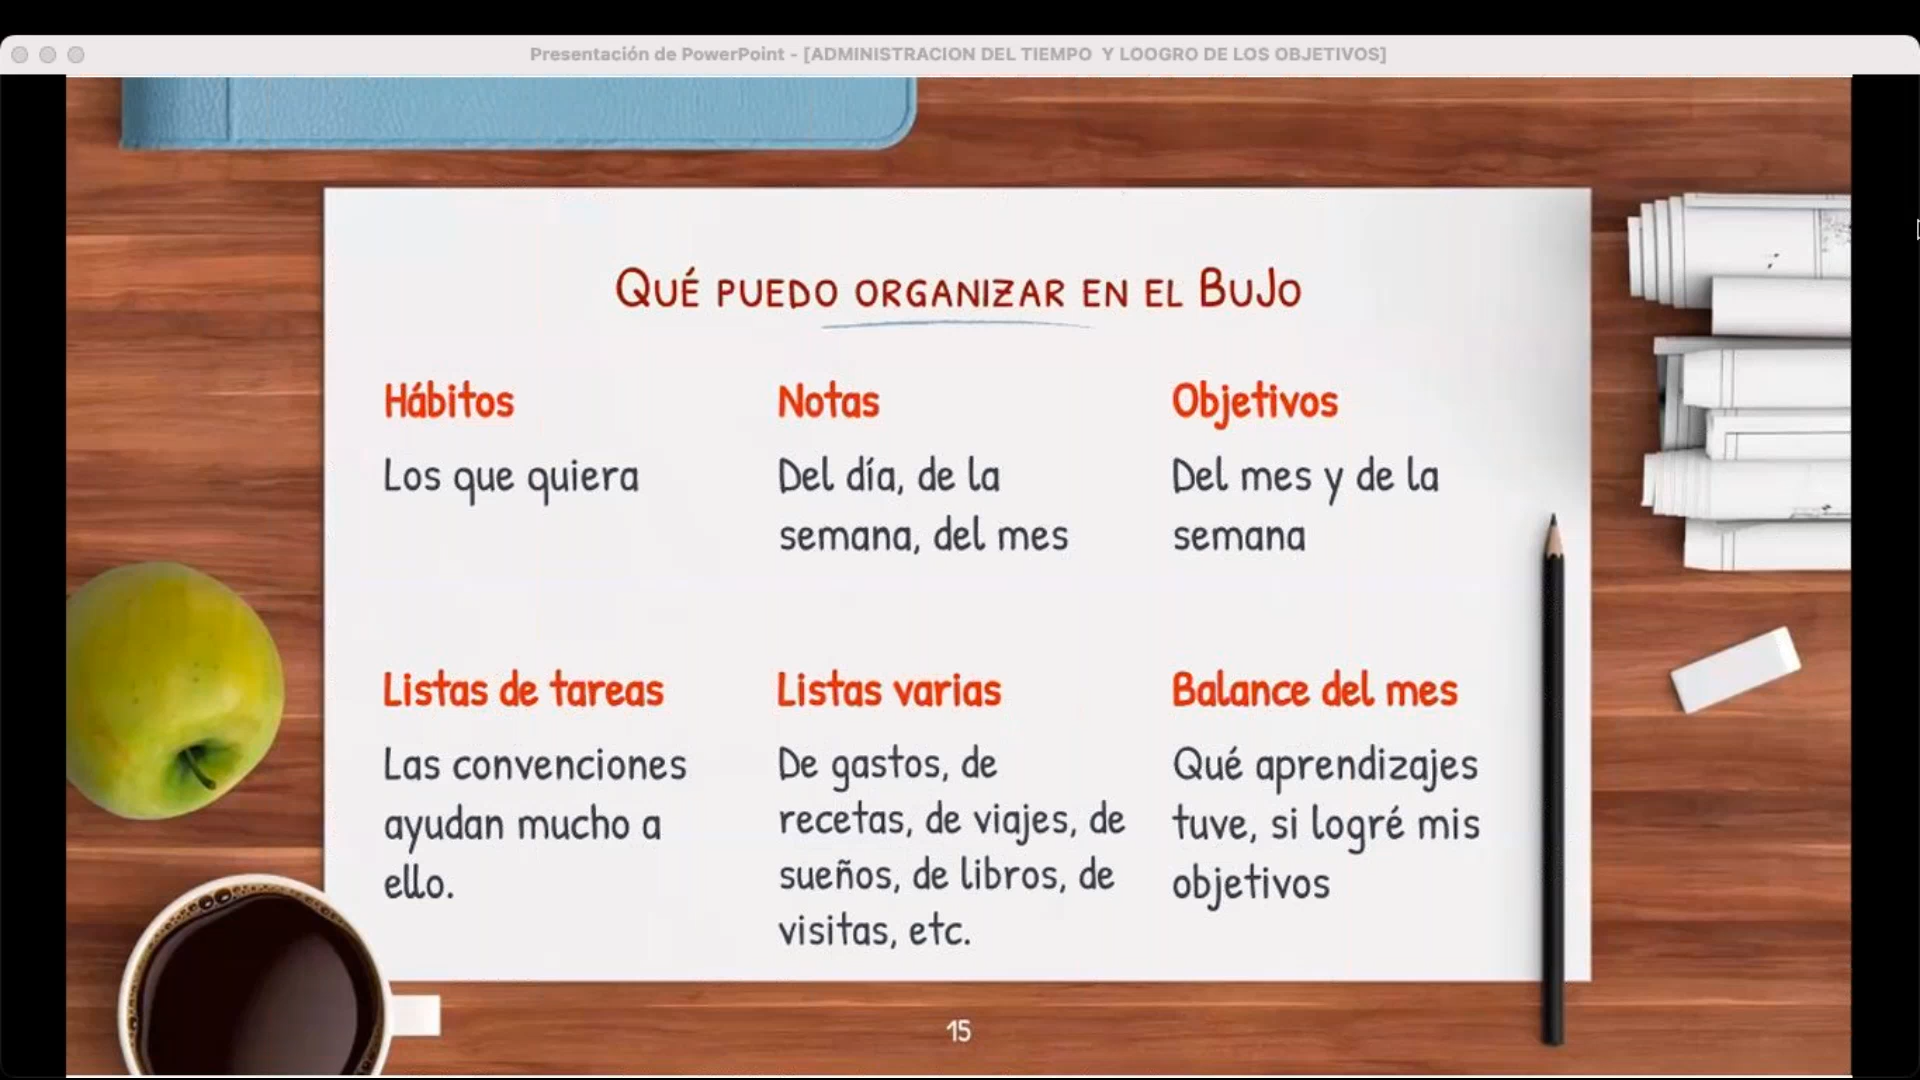 Presentación de PowerPoint - [ADMINISTRACION DEL TIEMPO  Y LOOGRO DE LOS OBJETIVOS]
Qué puedo organizar en el BuJo
Hábitos
Los que quiera
Notas
Del día, de la
semana, del mes
Objetivos
Del mes y de la
semana
Listas de tareas
Las convenciones
ayudan mucho a
ello.
Listas varias
De gastos, de
recetas, de viajes, de
sueños, de libros, de
visitas, etc.
Balance del mes
Qué aprendizajes
tuve, si logré mis
objetivos
15